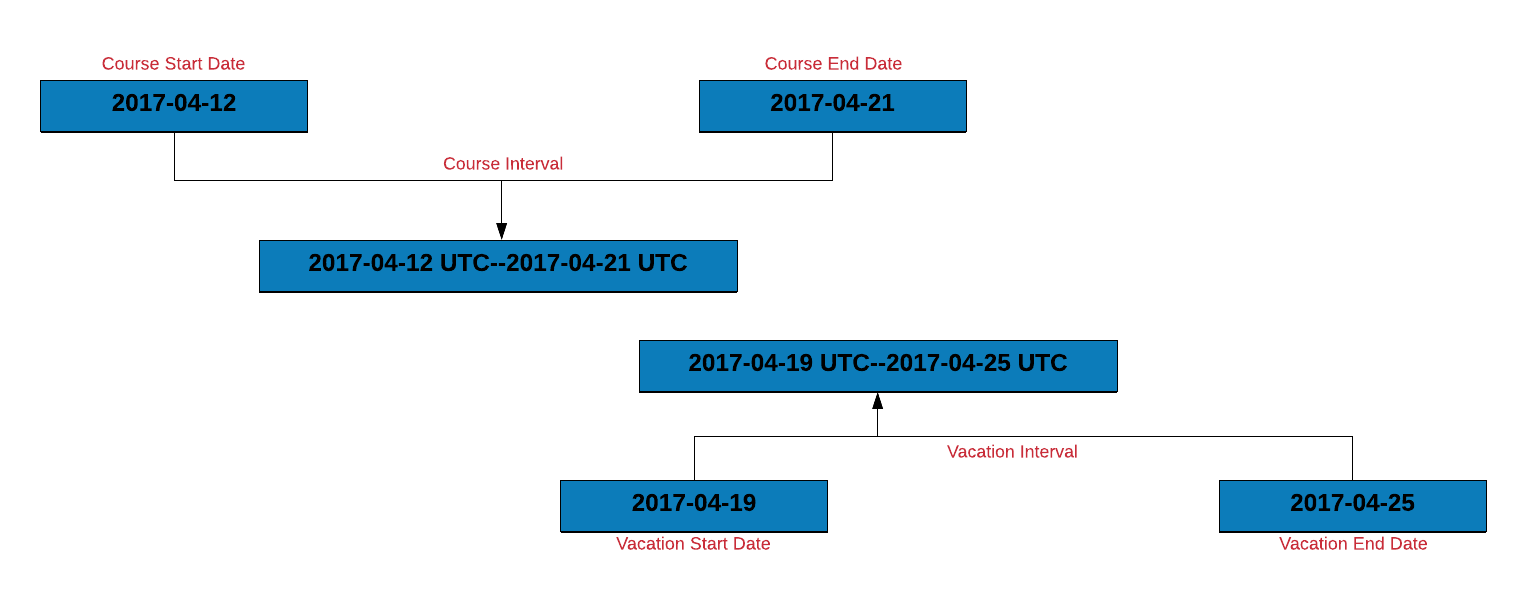 Course Start Date
Course End Date
2017-04-12
2017-04-21
Course Interval
2017-04-12 UTC--2017-04-21 UTC
2017-04-19 UTC--2017-04-25 UTC
Vacation Interval
2017-04-19
2017-04-25
Vacation Start Date
Vacation End Date